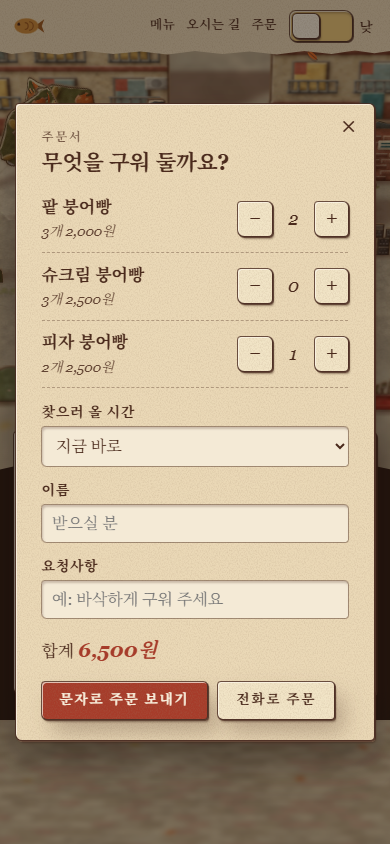 메뉴 오시는 길 주문 낮
×
주문서
무엇을 구워 둘까요?
팥 붕어빵
3개 2,000원
− 2 +
슈크림 붕어빵
3개 2,500원
− 0 +
피자 붕어빵
2개 2,500원
− 1 +
찾으러 올 시간
지금 바로
이름
받으실 분
요청사항
예: 바삭하게 구워 주세요
합계 6,500원
문자로 주문 보내기 전화로 주문